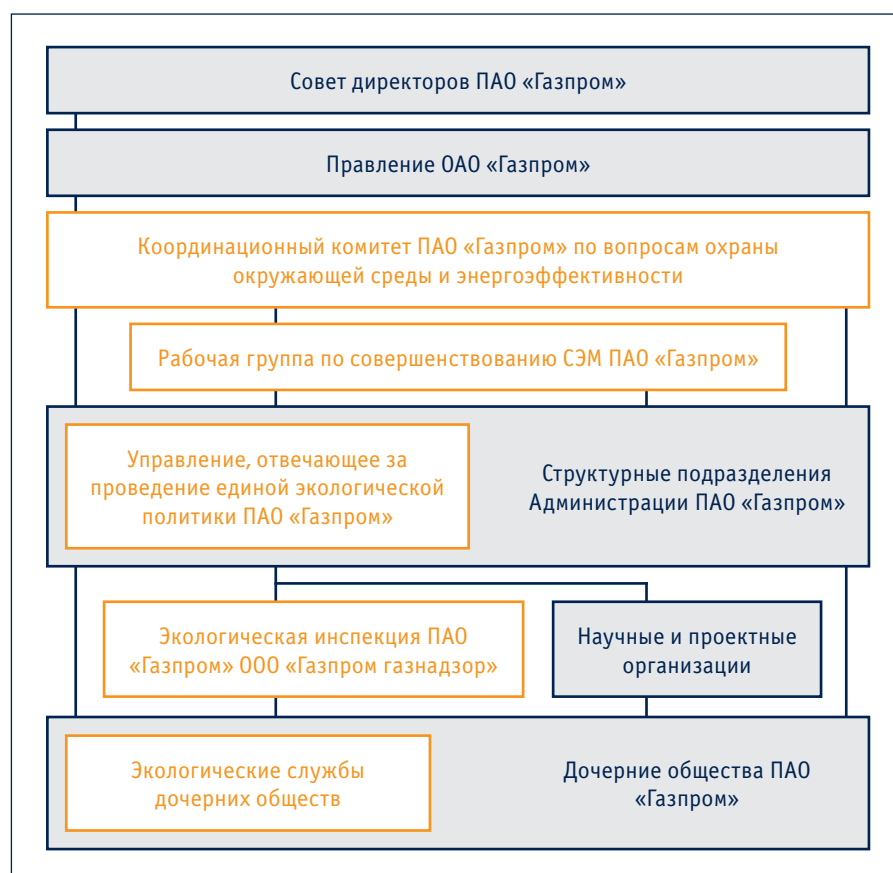 Совет директоров ПАО «Газпром»
Правление ОАО «Газпром»
Координационный комитет ПАО «Газпром» по вопросам охраны
окружающей среды и энергоэффективности
Рабочая группа по совершенствованию СЭМ ПАО «Газпром»
Управление, отвечающее за
проведение единой экологической
политики ПАО «Газпром»
Структурные подразделения
Администрации ПАО «Газпром»
Экологическая инспекция ПАО
«Газпром» ООО «Газпром газнадзор»
Научные и проектные
организации
Экологические службы
дочерних обществ
Дочерние общества ПАО
«Газпром»